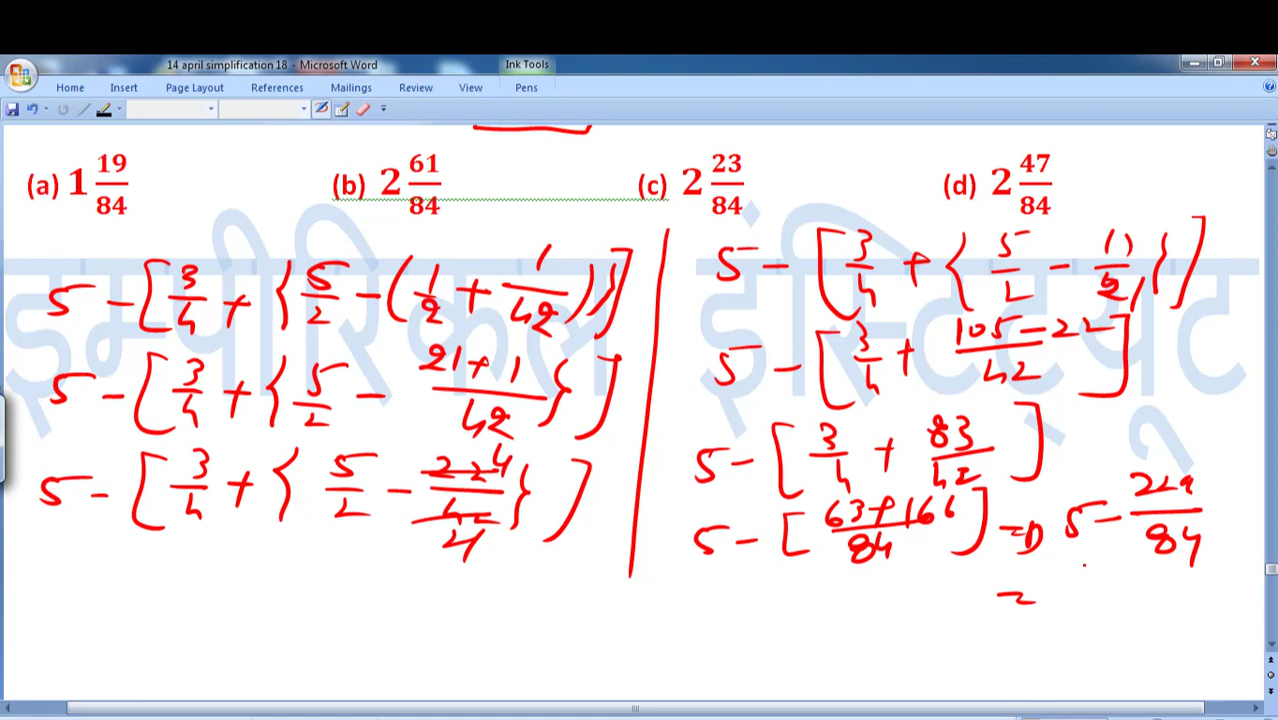 14 april simplification 18 - Microsoft Word
Ink Tools
Home Insert Page Layout References Mailings Review View Pens
(a) 1 19/84 (b) 2 61/84 (c) 2 23/84 (d) 2 47/84
5 - [3/4 + {5/2 - (1/2 + 1/42)}]
5 - [3/4 + {5/2 - 21+1/42}]
5 - [3/4 + {5/2 - 22/42}]
5 - [3/4 + {5/2 - 11/21}]
5 - [3/4 + 105-22/42]
5 - [3/4 + 83/42]
5 - [63+166/84] => 5 - 229/84
=
इम्पीरिकल इंस्टिट्यूट